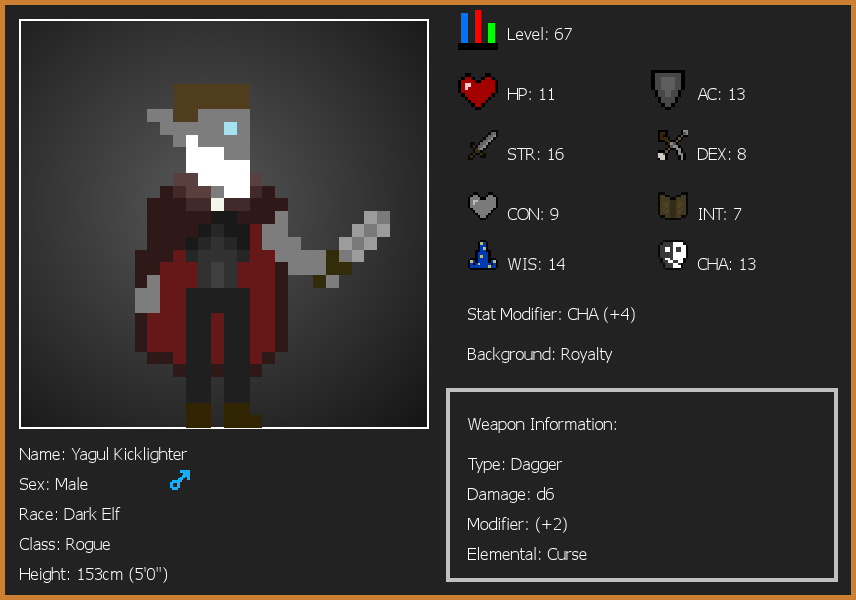 Level: 67
HP: 11
AC: 13
STR: 16
DEX: 8
CON: 9
INT: 7
WIS: 14
CHA: 13
Stat Modifier: CHA (+4)
Background: Royalty
Weapon Information:
Type: Dagger
Damage: d6
Modifier: (+2)
Elemental: Curse
Name: Yagul Kicklighter
Sex: Male
Race: Dark Elf
Class: Rogue
Height: 153cm (5'0")